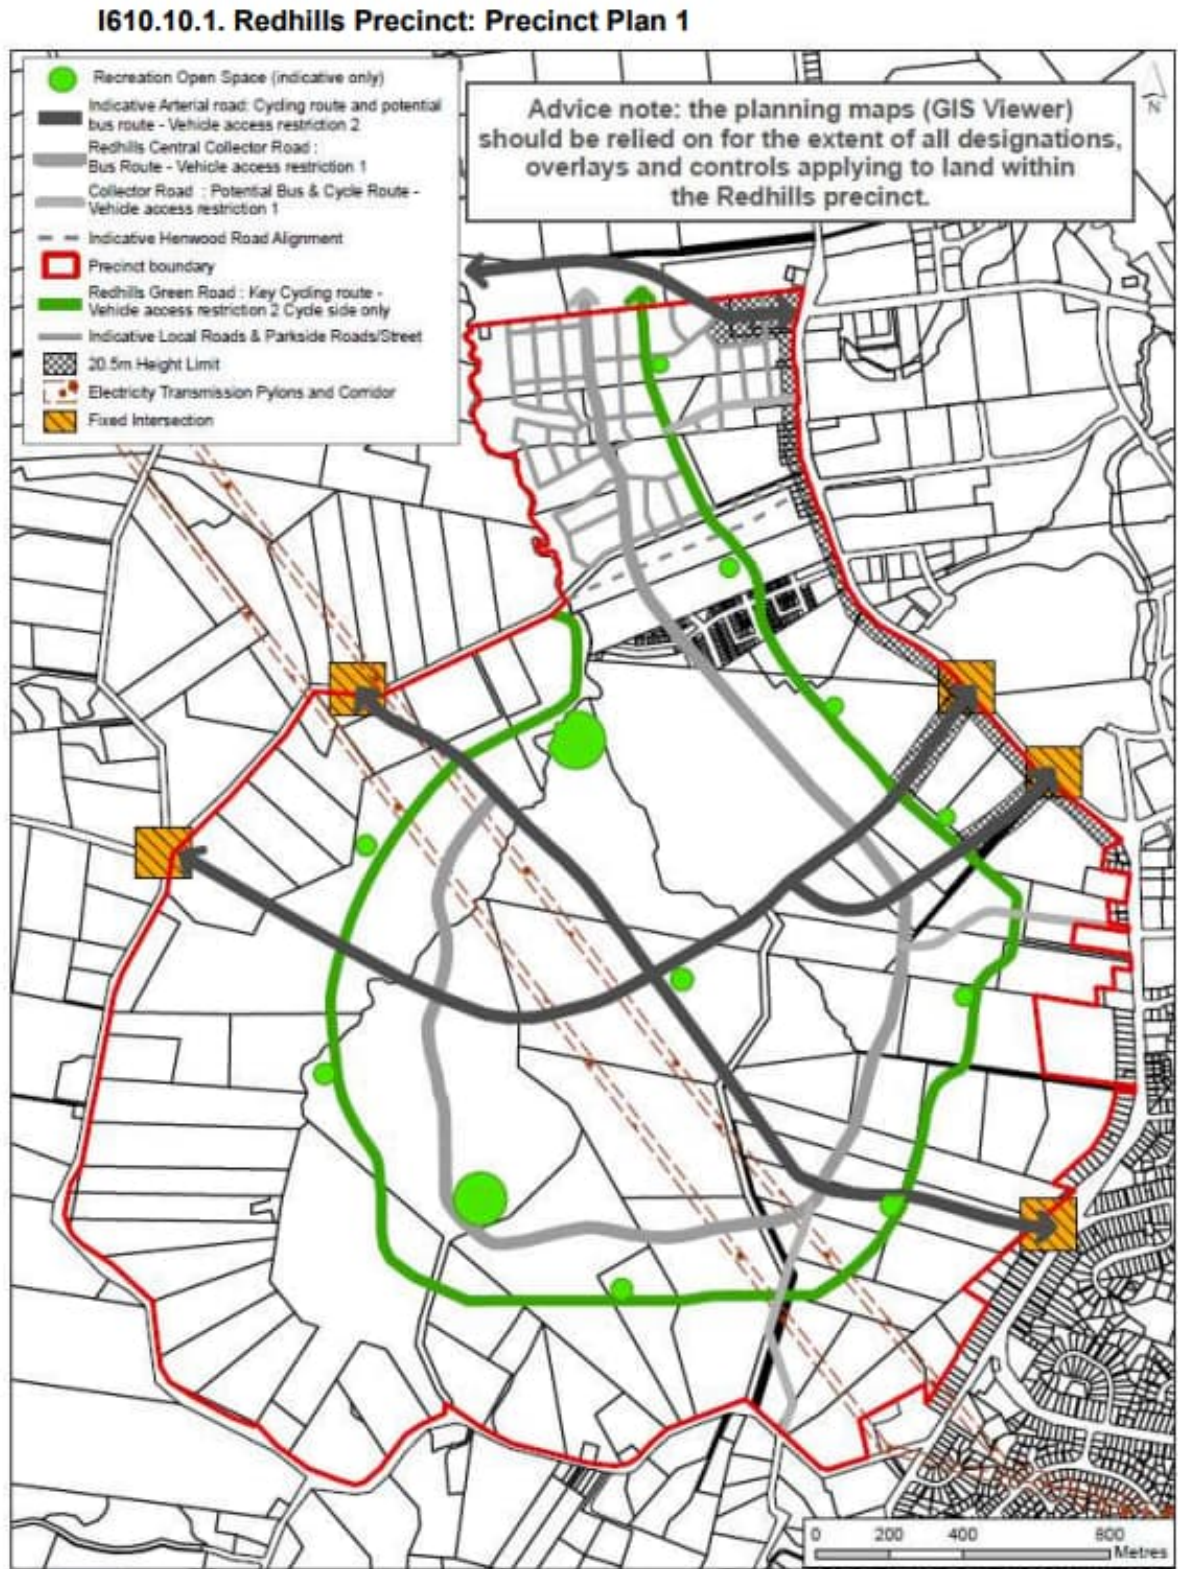 I610.10.1. Redhills Precinct: Precinct Plan 1
Recreation Open Space (indicative only)
Indicative Arterial road: Cycling route and potential
bus route - Vehicle access restriction 2
Redhills Central Collector Road :
Bus Route - Vehicle access restriction 1
Collector Road : Potential Bus & Cycle Route -
Vehicle access restriction 1
Indicative Henwood Road Alignment
Precinct boundary
Redhills Green Road : Key Cycling route -
Vehicle access restriction 2 Cycle side only
Indicative Local Roads & Parkside Roads/Street
20.5m Height Limit
Electricity Transmission Pylons and Corridor
Fixed Intersection
Advice note: the planning maps (GIS Viewer)
should be relied on for the extent of all designations,
overlays and controls applying to land within
the Redhills precinct.
N
0 200 400 800
Metres